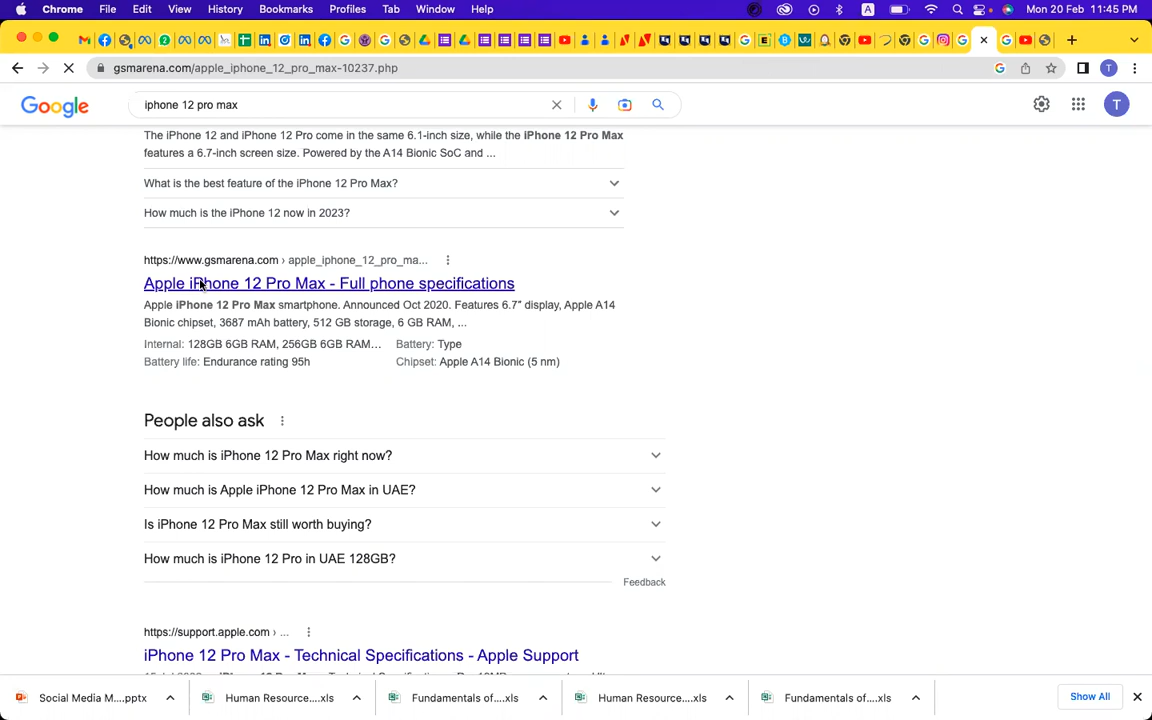 Chrome File Edit View History Bookmarks Profiles Tab Window Help A Mon 20 Feb 11:45 PM
gsmarena.com/apple_iphone_12_pro_max-10237.php T
Google iphone 12 pro max T
The iPhone 12 and iPhone 12 Pro come in the same 6.1-inch size, while the iPhone 12 Pro Max
features a 6.7-inch screen size. Powered by the A14 Bionic SoC and ...
What is the best feature of the iPhone 12 Pro Max?
How much is the iPhone 12 now in 2023?
https://www.gsmarena.com › apple_iphone_12_pro_ma...
Apple iPhone 12 Pro Max - Full phone specifications
Apple iPhone 12 Pro Max smartphone. Announced Oct 2020. Features 6.7″ display, Apple A14
Bionic chipset, 3687 mAh battery, 512 GB storage, 6 GB RAM, ...
Internal: 128GB 6GB RAM, 256GB 6GB RAM... Battery: Type
Battery life: Endurance rating 95h Chipset: Apple A14 Bionic (5 nm)
People also ask
How much is iPhone 12 Pro Max right now?
How much is Apple iPhone 12 Pro Max in UAE?
Is iPhone 12 Pro Max still worth buying?
How much is iPhone 12 Pro in UAE 128GB?
Feedback
https://support.apple.com › ...
iPhone 12 Pro Max - Technical Specifications - Apple Support
Social Media M....pptx Human Resource....xls Fundamentals of....xls Human Resource....xls Fundamentals of....xls Show All